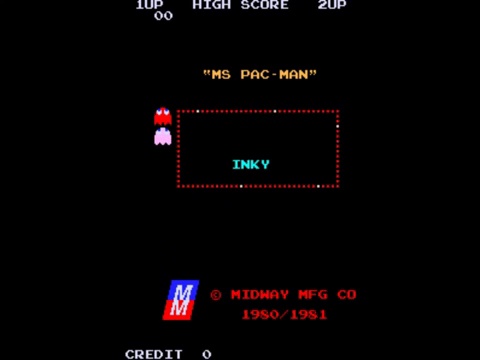 1UP HIGH SCORE 2UP
00
"MS PAC-MAN"
INKY
MM
© MIDWAY MFG CO
1980/1981
CREDIT 0